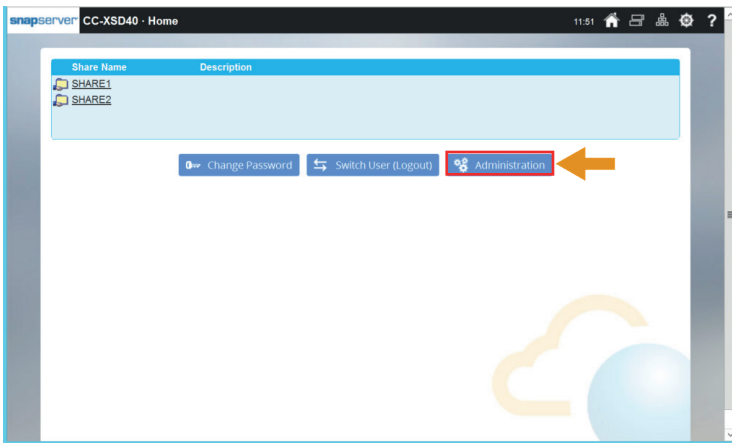 snapserver CC-XSD40 · Home 11:51 ?
Share Name Description
SHARE1
SHARE2
Change Password Switch User (Logout) Administration